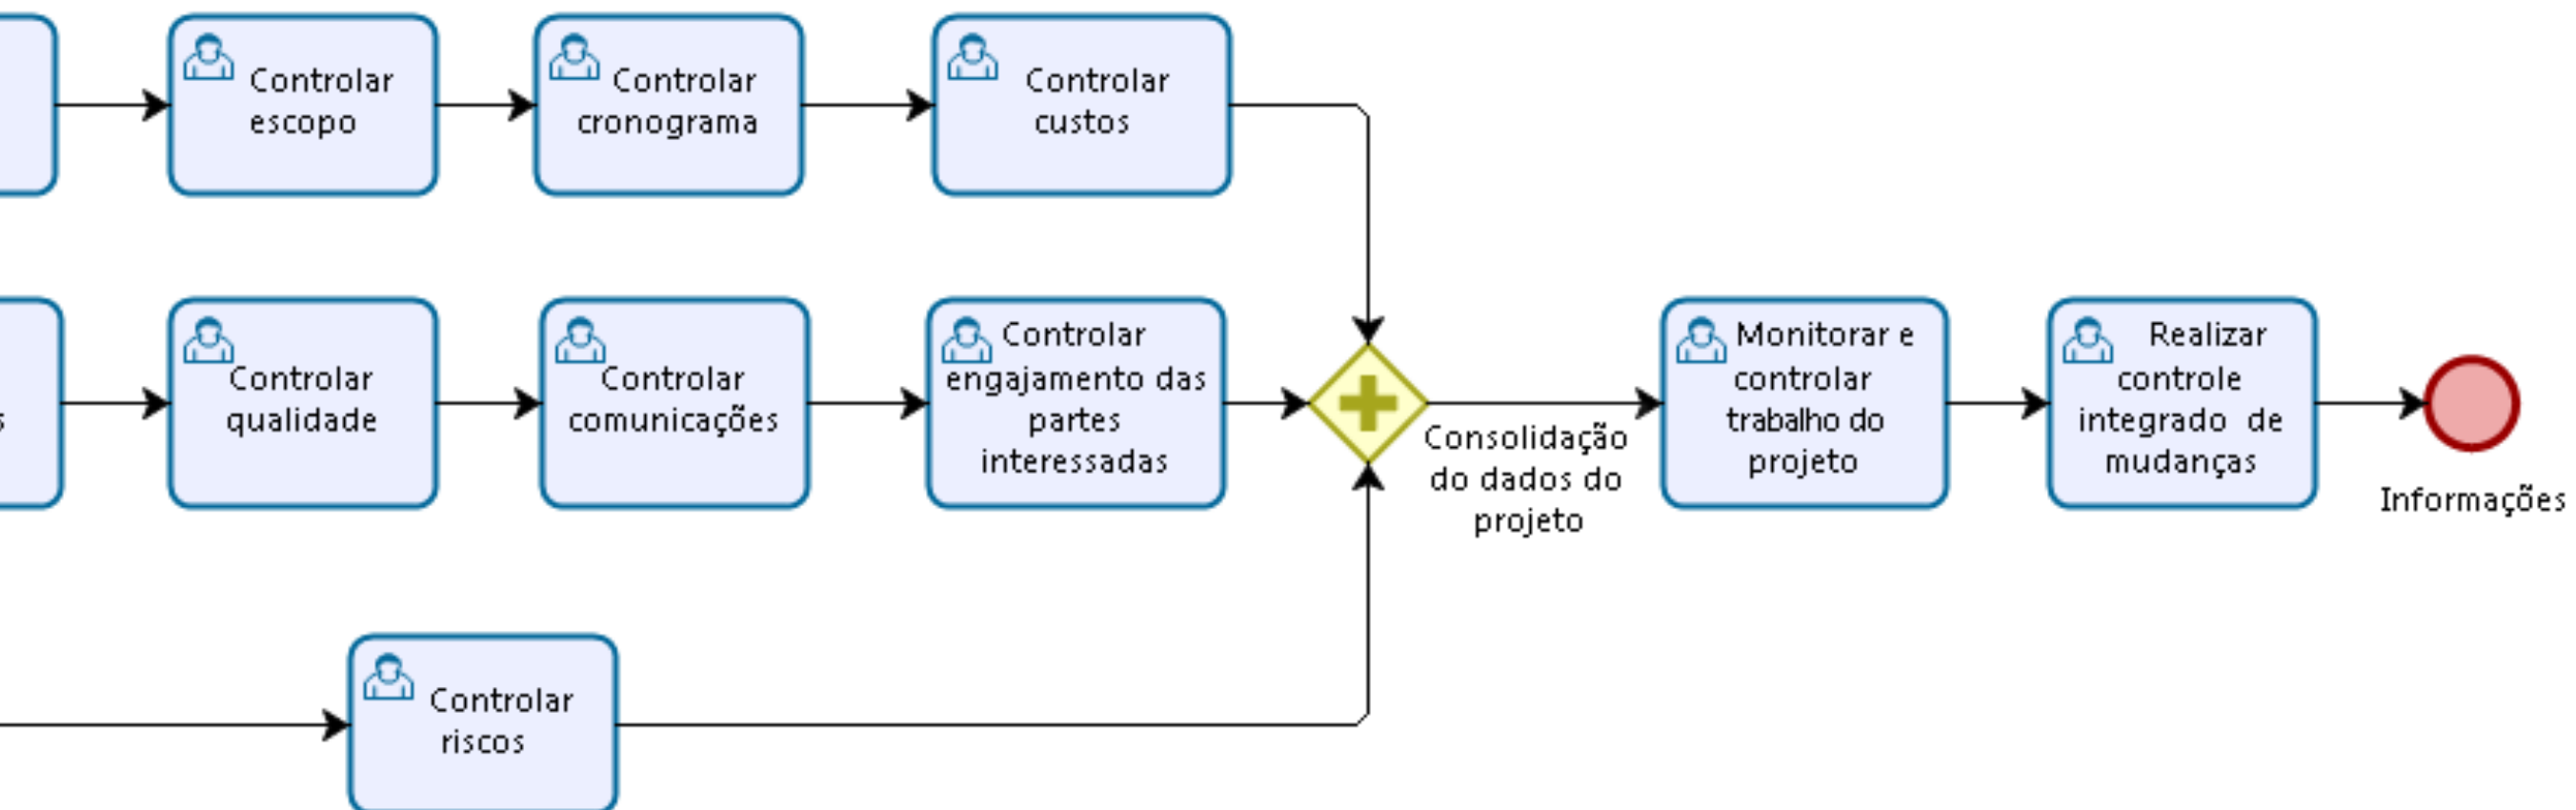 Controlar
escopo
Controlar
cronograma
Controlar
custos
s
Controlar
qualidade
Controlar
comunicações
Controlar
engajamento das
partes
interessadas
Consolidação
do dados do
projeto
Monitorar e
controlar
trabalho do
projeto
Realizar
controle
integrado de
mudanças
Informações
Controlar
riscos